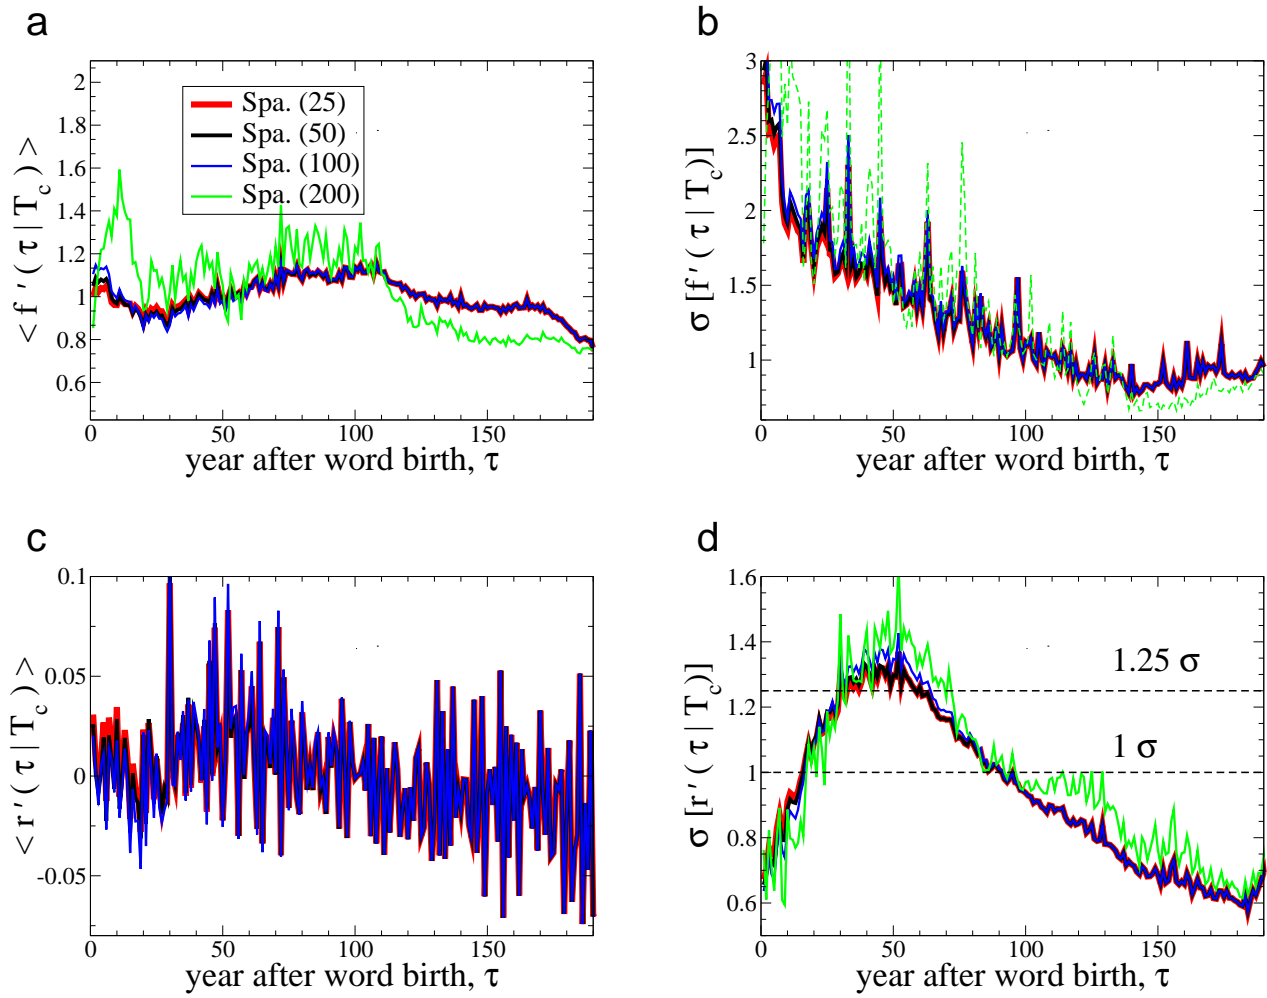 a
< f ′ ( τ | T_c ) >
2
1.8
1.6
1.4
1.2
1
0.8
0.6
Spa. (25)
Spa. (50)
Spa. (100)
Spa. (200)
0 50 100 150
year after word birth, τ
b
σ [f ′ ( τ | T_c )]
3
2.5
2
1.5
1
0 50 100 150
year after word birth, τ
c
< r ′ ( τ | T_c ) >
0.1
0.05
0
-0.05
0 50 100 150
year after word birth, τ
d
σ [r ′ ( τ | T_c )]
1.6
1.4
1.2
1
0.8
0.6
1.25 σ
1 σ
0 50 100 150
year after word birth, τ